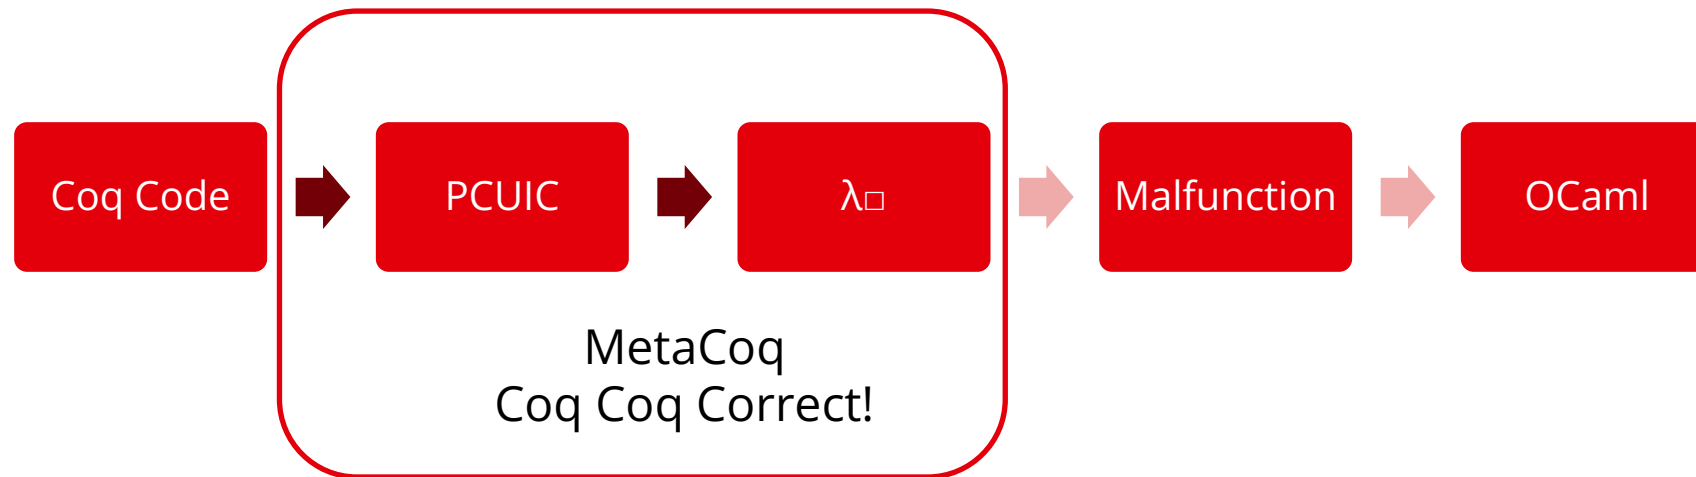 Coq Code
PCUIC
λ□
Malfunction
OCaml
MetaCoq
Coq Coq Correct!